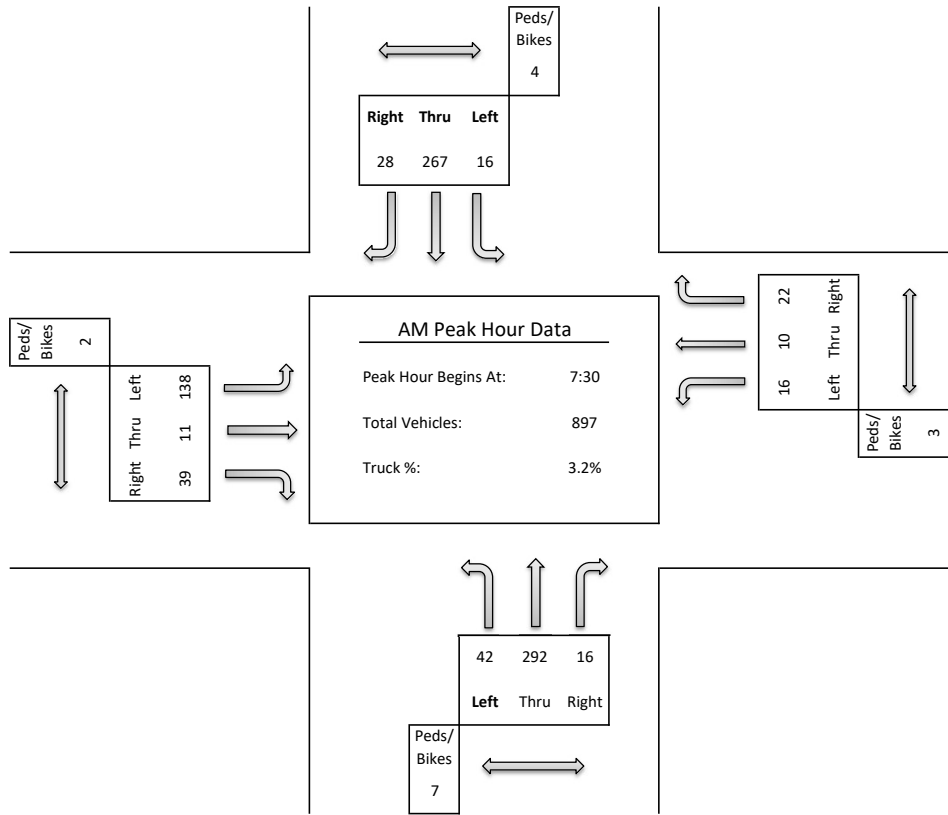 Peds/
Bikes
4
Right Thru Left
28 267 16
Peds/
Bikes
2
Left
138
Thru
11
Right
39
AM Peak Hour Data
Peak Hour Begins At: 7:30
Total Vehicles: 897
Truck %: 3.2%
22
Right
10
Thru
16
Left
Peds/
Bikes
3
42 292 16
Left Thru Right
Peds/
Bikes
7